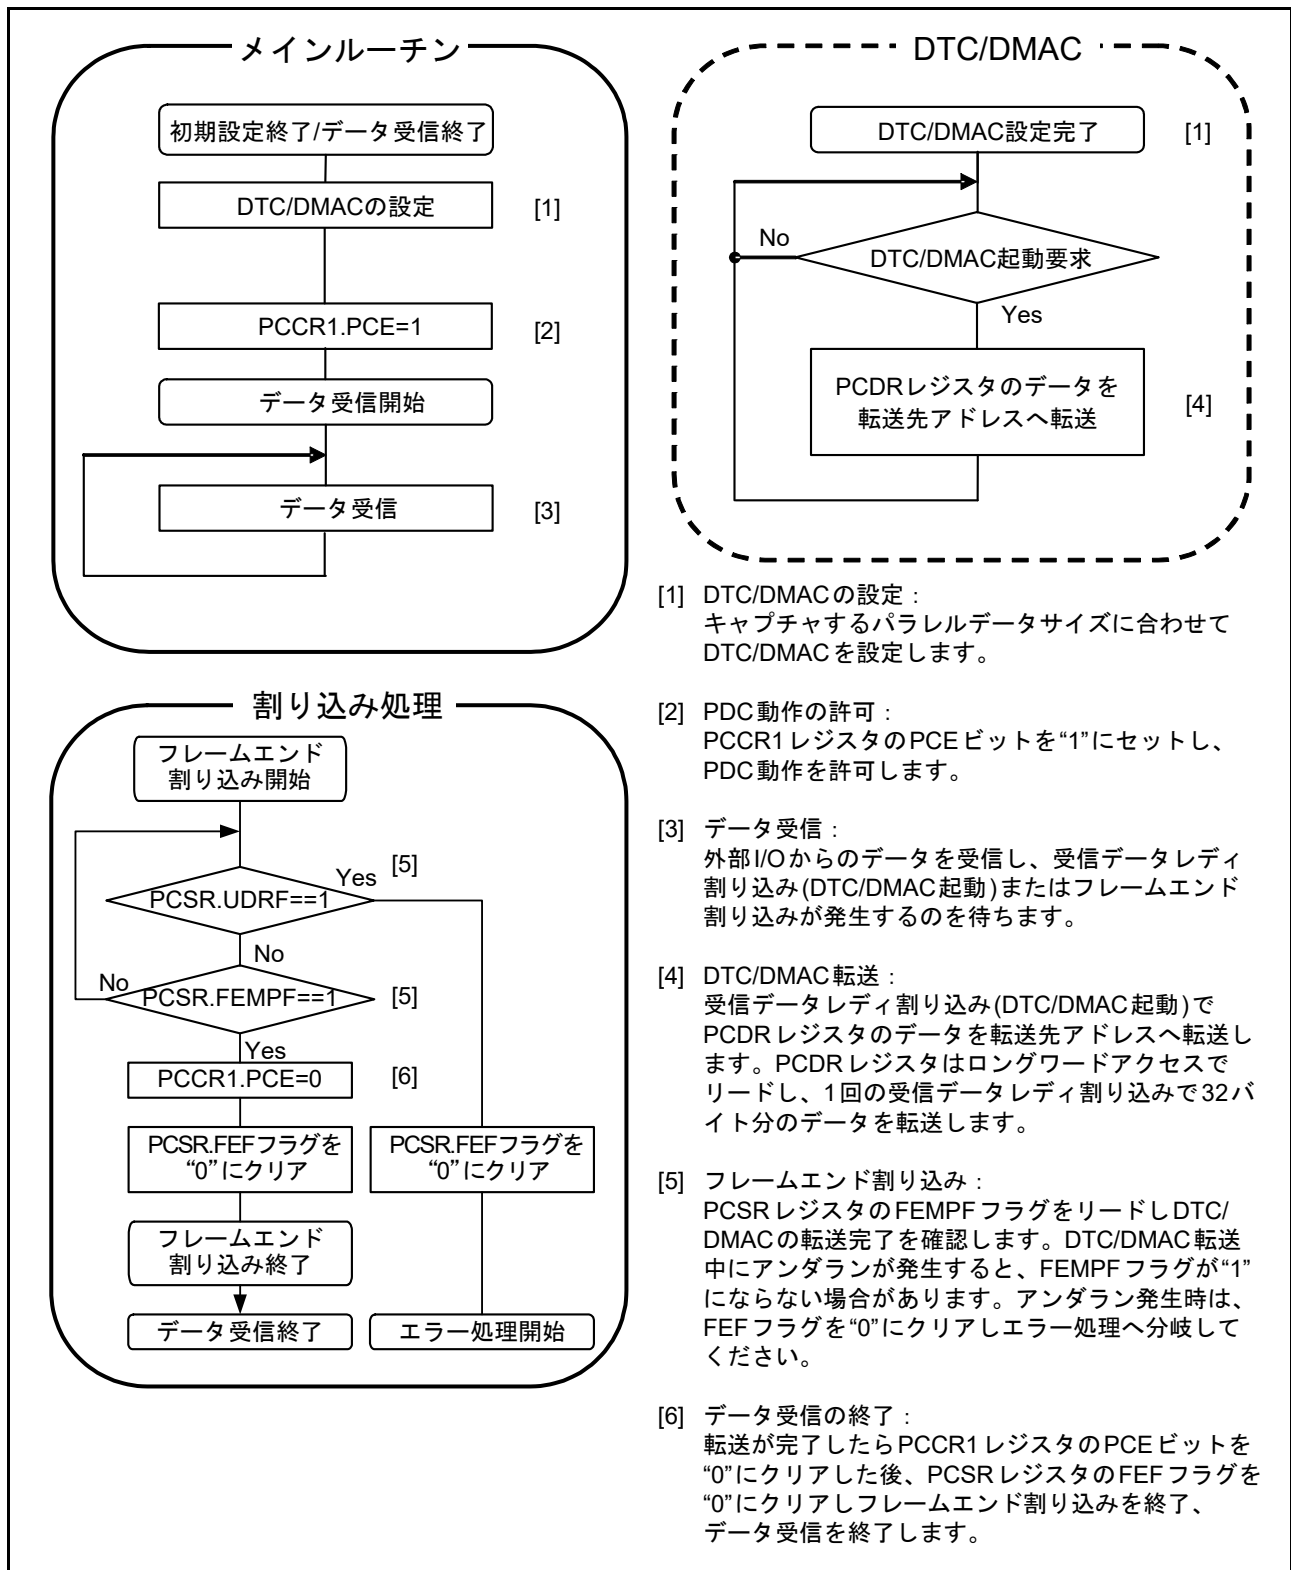 メインルーチン
初期設定終了/データ受信終了
DTC/DMACの設定
[1]
PCCR1.PCE=1
[2]
データ受信開始
データ受信
[3]
DTC/DMAC
DTC/DMAC設定完了
[1]
No
DTC/DMAC起動要求
Yes
PCDRレジスタのデータを
転送先アドレスへ転送
[4]
割り込み処理
フレームエンド
割り込み開始
[5]
Yes
PCSR.UDRF==1
No
No
PCSR.FEMPF==1
[5]
Yes
PCCR1.PCE=0
[6]
PCSR.FEFフラグを
“0”にクリア
PCSR.FEFフラグを
“0”にクリア
フレームエンド
割り込み終了
データ受信終了
エラー処理開始
[1] DTC/DMACの設定：
キャプチャするパラレルデータサイズに合わせて
DTC/DMACを設定します。
[2] PDC動作の許可：
PCCR1レジスタのPCEビットを“1”にセットし、
PDC動作を許可します。
[3] データ受信：
外部I/Oからのデータを受信し、受信データレディ
割り込み(DTC/DMAC起動)またはフレームエンド
割り込みが発生するのを待ちます。
[4] DTC/DMAC転送：
受信データレディ割り込み(DTC/DMAC起動)で
PCDRレジスタのデータを転送先アドレスへ転送し
ます。PCDRレジスタはロングワードアクセスで
リードし、1回の受信データレディ割り込みで32バ
イト分のデータを転送します。
[5] フレームエンド割り込み：
PCSRレジスタのFEMPFフラグをリードしDTC/
DMACの転送完了を確認します。DTC/DMAC転送
中にアンダランが発生すると、FEMPFフラグが“1”
にならない場合があります。アンダラン発生時は、
FEFフラグを“0”にクリアしエラー処理へ分岐して
ください。
[6] データ受信の終了：
転送が完了したらPCCR1レジスタのPCEビットを
“0”にクリアした後、PCSRレジスタのFEFフラグを
“0”にクリアしフレームエンド割り込みを終了、
データ受信を終了します。